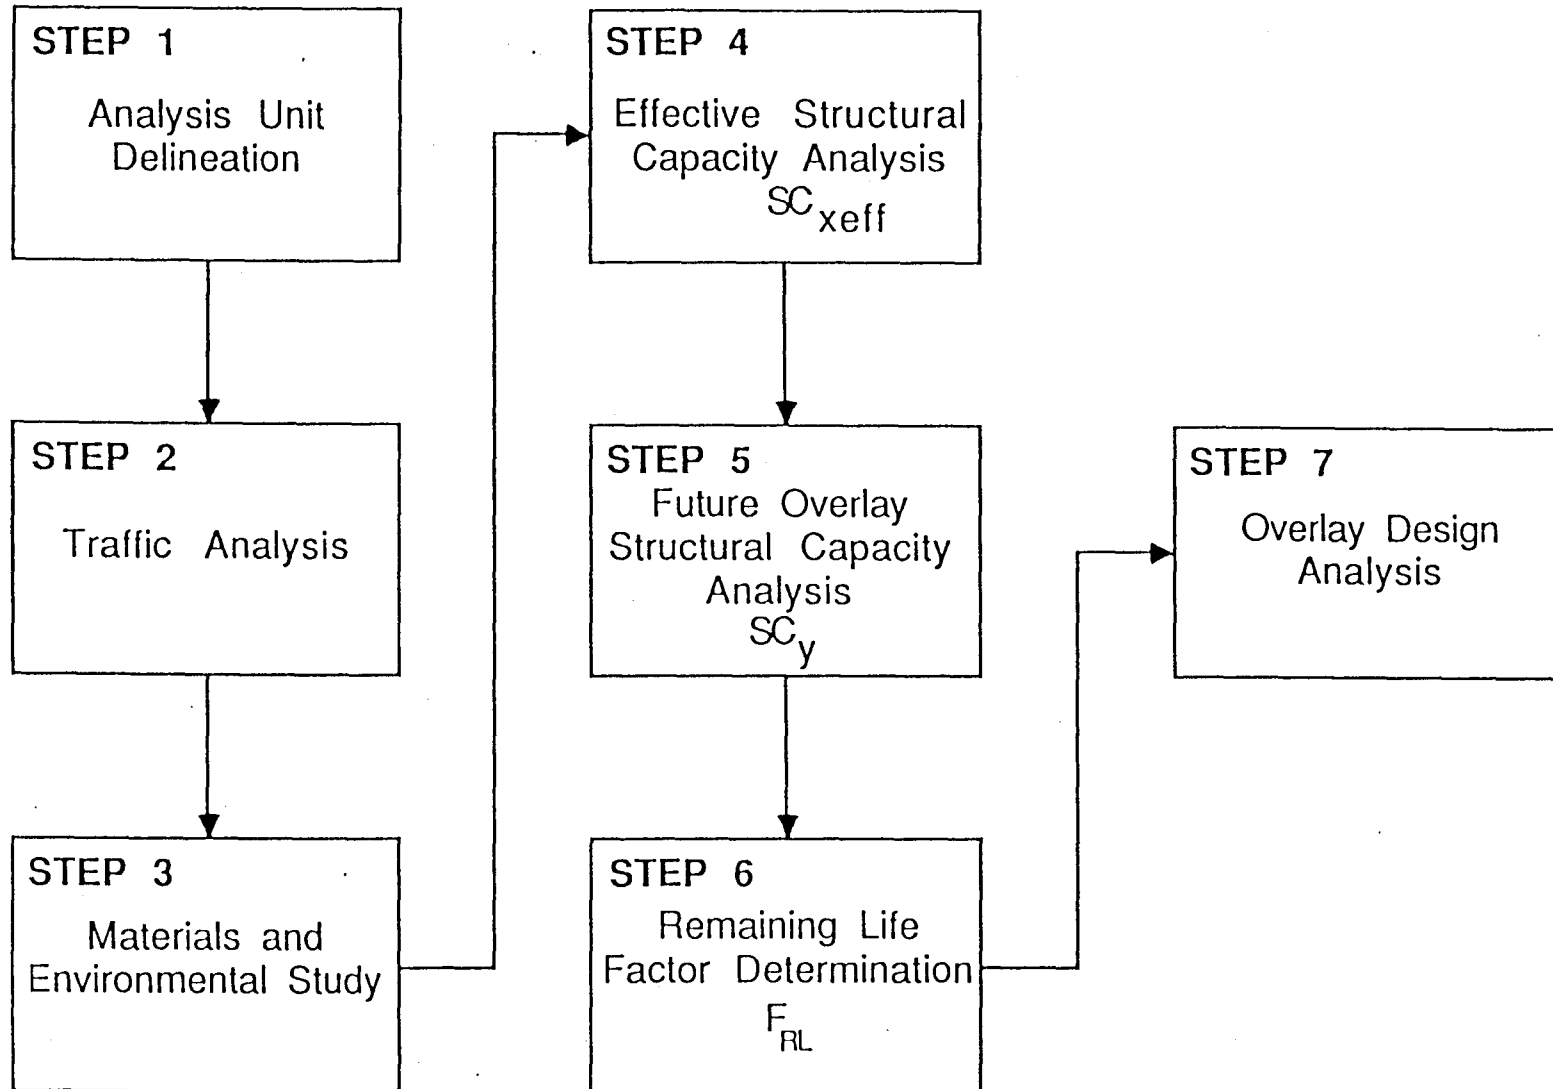 STEP 1
Analysis Unit
Delineation
STEP 2
Traffic Analysis
STEP 3
Materials and
Environmental Study
STEP 4
Effective Structural
Capacity Analysis
SCxeff
STEP 5
Future Overlay
Structural Capacity
Analysis
SCy
STEP 6
Remaining Life
Factor Determination
FRL
STEP 7
Overlay Design
Analysis